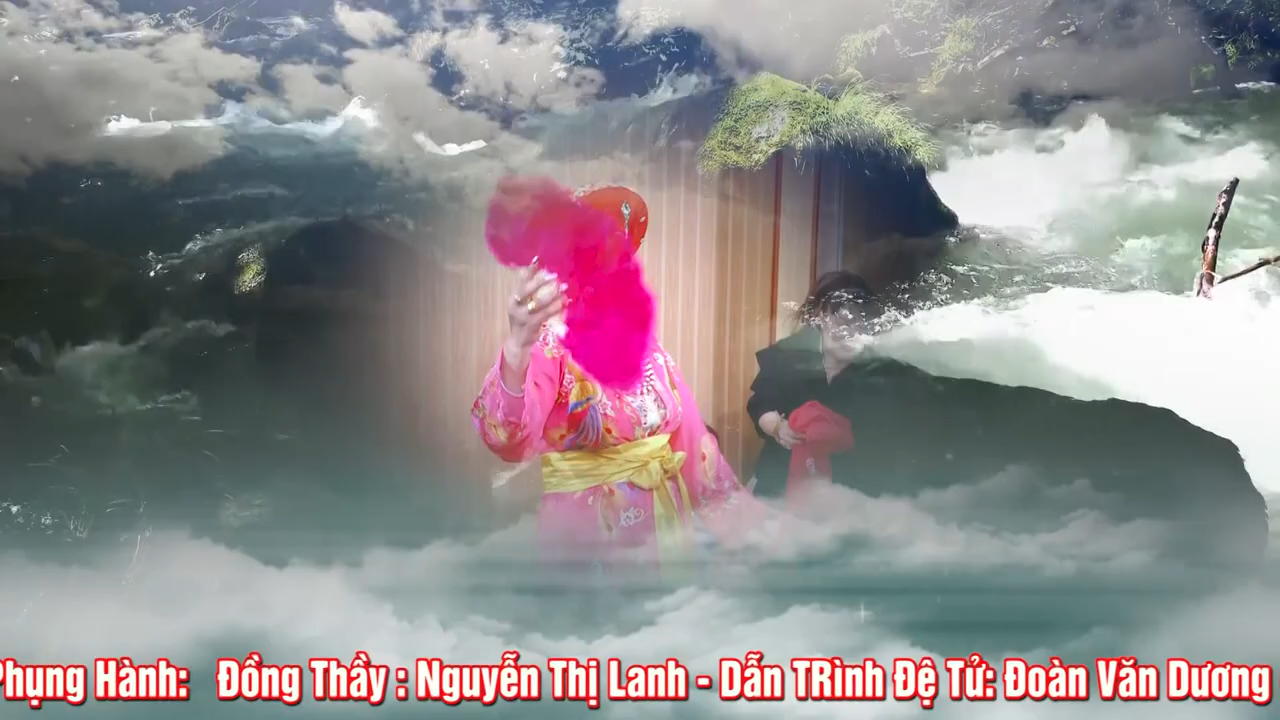 Phụng Hành: Đồng Thầy : Nguyễn Thị Lanh - Dẫn TRình Đệ Tử: Đoàn Văn Dương